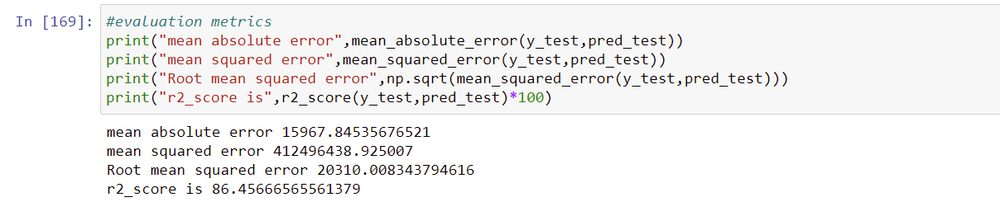 In [169]: #evaluation metrics
print("mean absolute error",mean_absolute_error(y_test,pred_test))
print("mean squared error",mean_squared_error(y_test,pred_test))
print("Root mean squared error",np.sqrt(mean_squared_error(y_test,pred_test)))
print("r2_score is",r2_score(y_test,pred_test)*100)
mean absolute error 15967.84535676521
mean squared error 412496438.925007
Root mean squared error 20310.008343794616
r2_score is 86.45666565561379